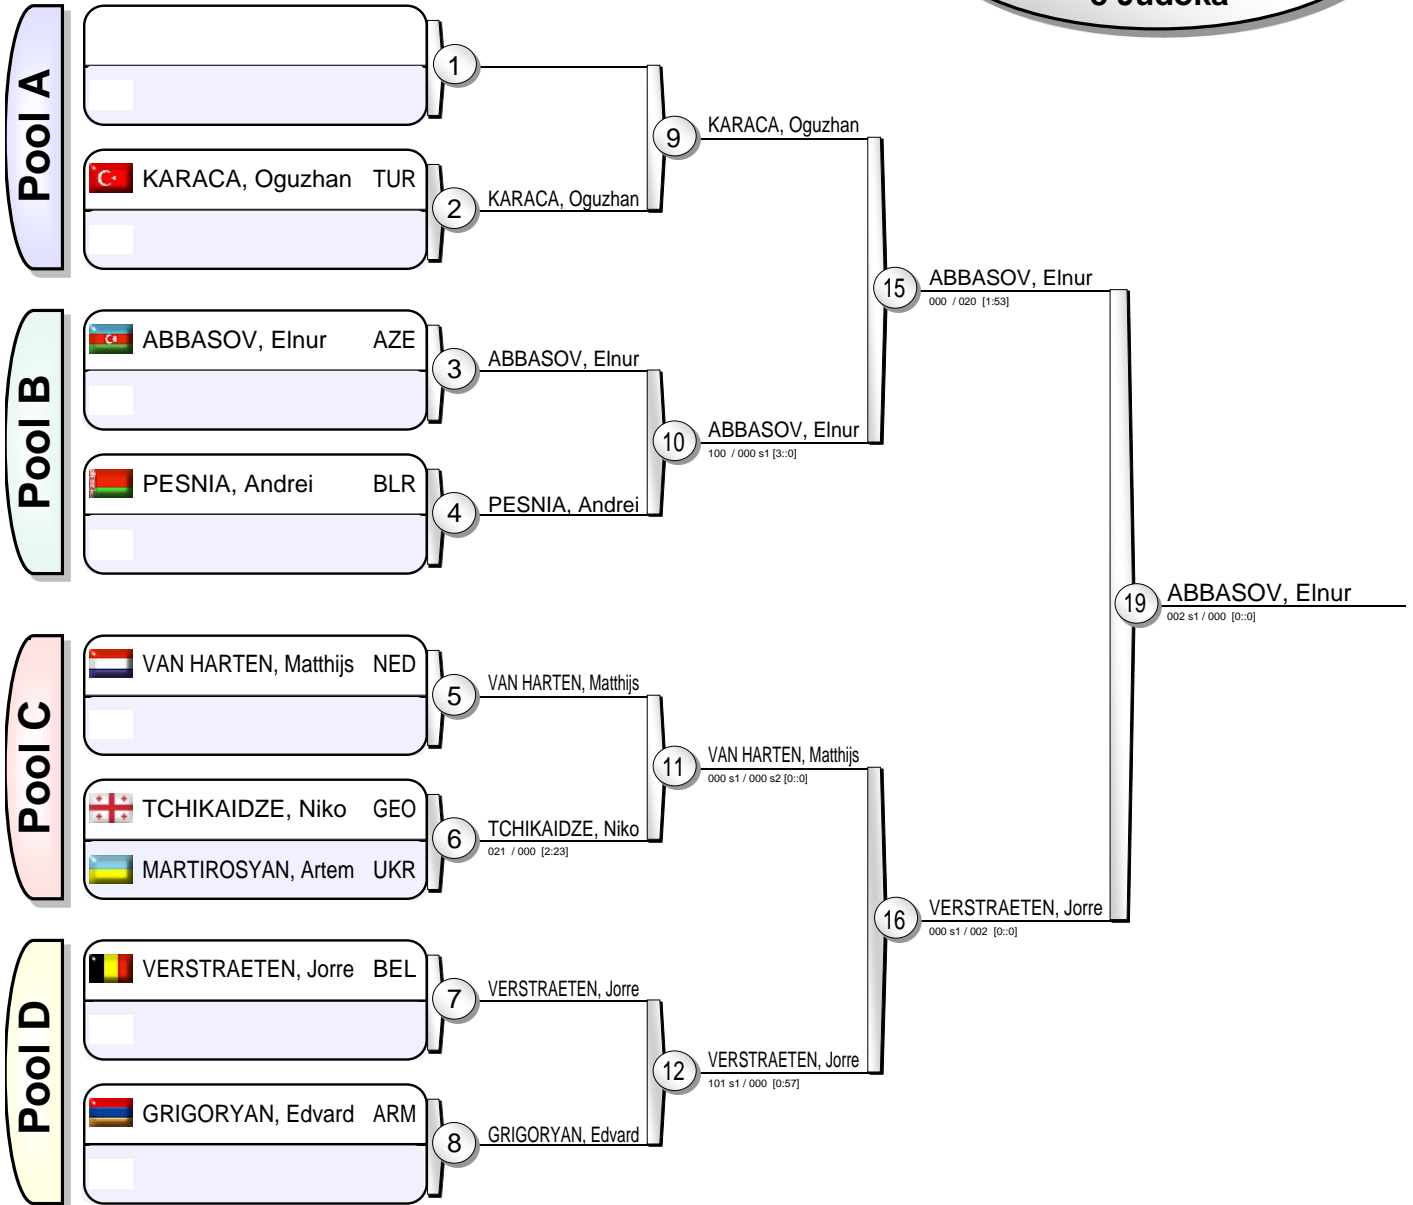 Pool A
1
KARACA, Oguzhan TUR
2
KARACA, Oguzhan
9
KARACA, Oguzhan
Pool B
ABBASOV, Elnur AZE
3
ABBASOV, Elnur
PESNIA, Andrei BLR
4
PESNIA, Andrei
10
ABBASOV, Elnur
100 / 000 s1 [3::0]
15
ABBASOV, Elnur
000 / 020 [1:53]
Pool C
VAN HARTEN, Matthijs NED
5
VAN HARTEN, Matthijs
TCHIKAIDZE, Niko GEO
MARTIROSYAN, Artem UKR
6
TCHIKAIDZE, Niko
021 / 000 [2:23]
11
VAN HARTEN, Matthijs
000 s1 / 000 s2 [0::0]
Pool D
VERSTRAETEN, Jorre BEL
7
VERSTRAETEN, Jorre
GRIGORYAN, Edvard ARM
8
GRIGORYAN, Edvard
12
VERSTRAETEN, Jorre
101 s1 / 000 [0:57]
16
VERSTRAETEN, Jorre
000 s1 / 002 [0::0]
19
ABBASOV, Elnur
002 s1 / 000 [0::0]
Judoka